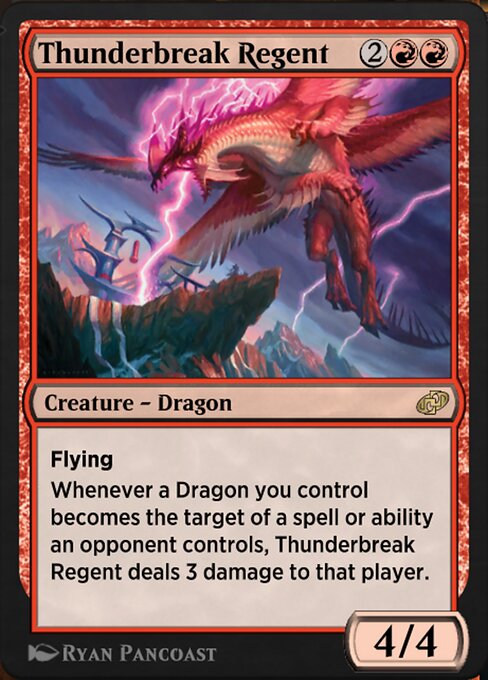 Thunderbreak Regent 2
Creature – Dragon
Flying
Whenever a Dragon you control
becomes the target of a spell or ability
an opponent controls, Thunderbreak
Regent deals 3 damage to that player.
4/4
Ryan Pancoast